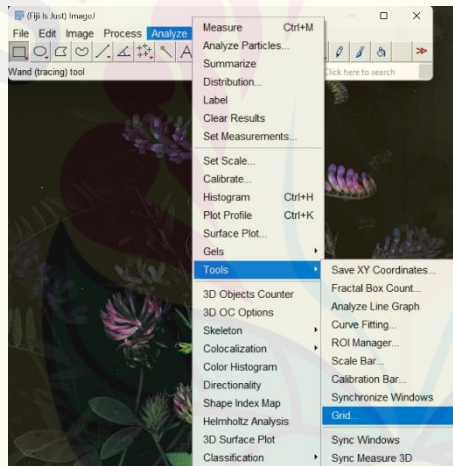 (Fiji Is Just) ImageJ
File Edit Image Process Analyze
Wand (tracing) tool
Click here to search
Measure Ctrl+M
Analyze Particles...
Summarize
Distribution...
Label
Clear Results
Set Measurements...
Set Scale...
Calibrate...
Histogram Ctrl+H
Plot Profile Ctrl+K
Surface Plot...
Gels
Tools
3D Objects Counter
3D OC Options
Skeleton
Colocalization
Color Histogram
Directionality
Shape Index Map
Helmholtz Analysis
3D Surface Plot
Classification
Save XY Coordinates...
Fractal Box Count...
Analyze Line Graph
Curve Fitting...
ROI Manager...
Scale Bar...
Calibration Bar...
Synchronize Windows
Grid...
Sync Windows
Sync Measure 3D